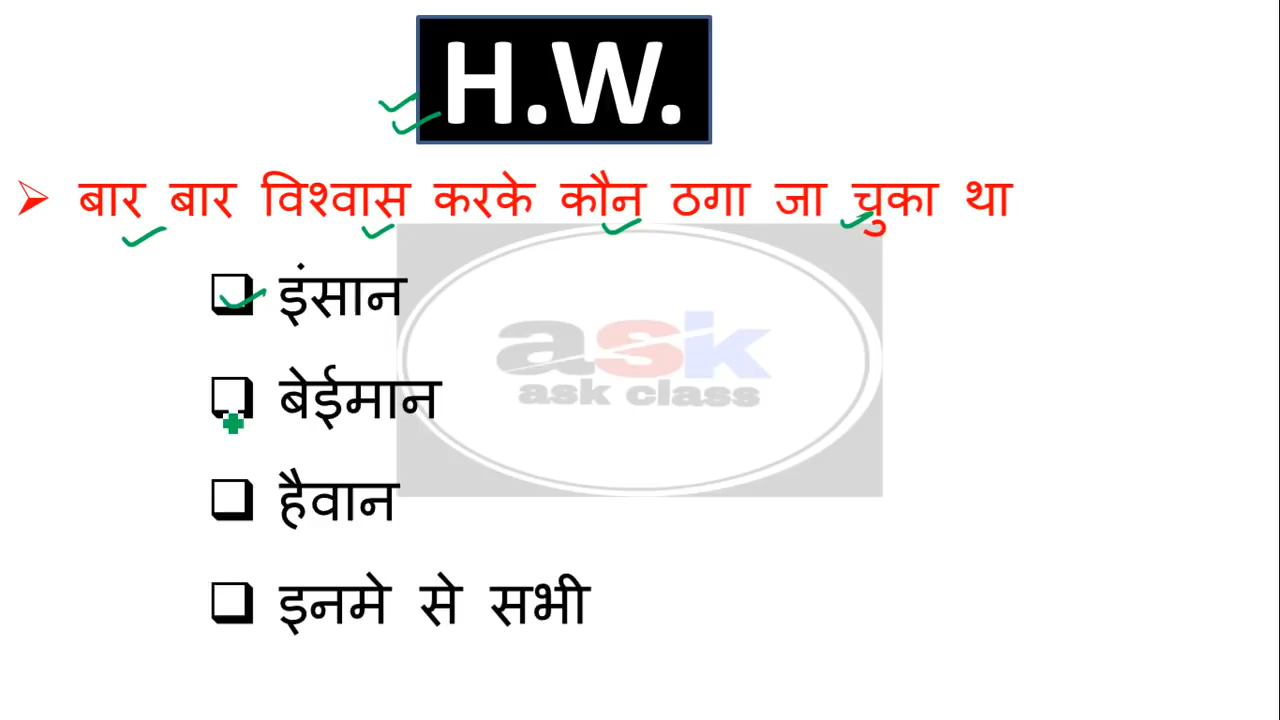 H.W.
बार बार विश्वास करके कौन ठगा जा चुका था
इंसान
ask
ask class
बेईमान
हैवान
इनमे से सभी